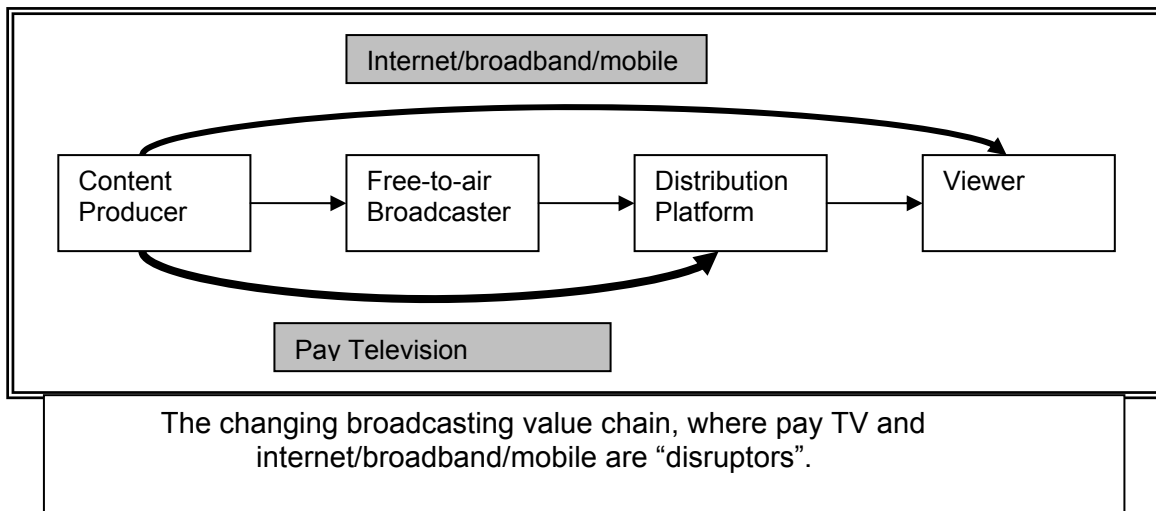 Internet/broadband/mobile
Content
Producer
Free-to-air
Broadcaster
Distribution
Platform
Viewer
Pay Television
The changing broadcasting value chain, where pay TV and
internet/broadband/mobile are “disruptors”.